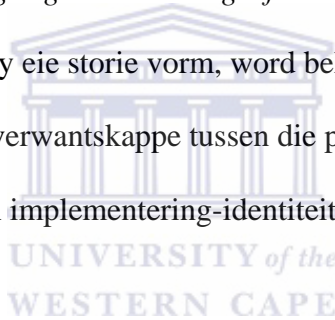 y eie storie vorm, word be
verwantskappe tussen die p
implementering-identiteit
UNIVERSITY of the
WESTERN CAPE